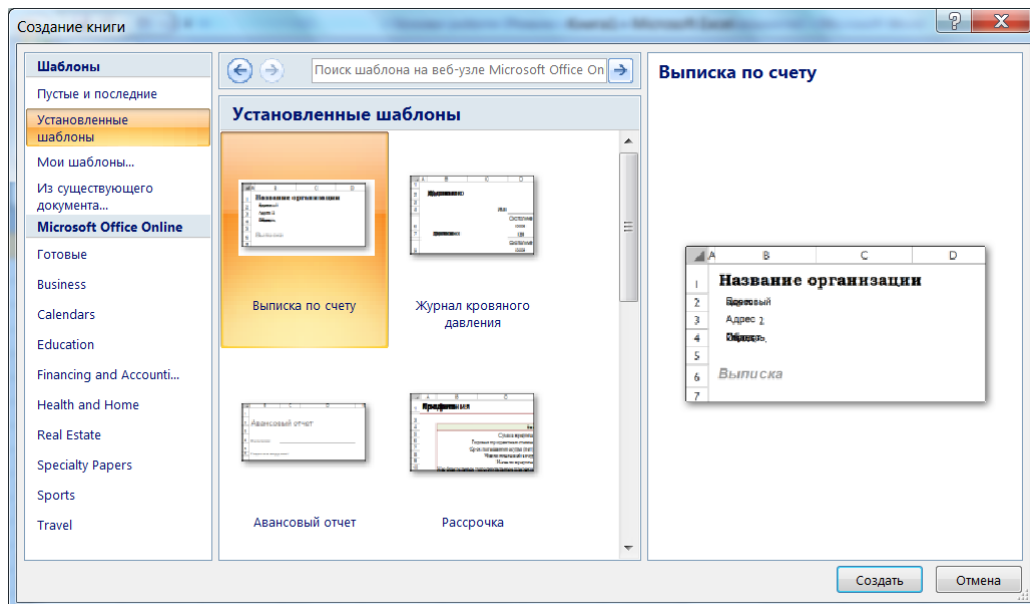 Создание книги
Шаблоны
Пустые и последние
Установленные
шаблоны
Мои шаблоны...
Из существующего
документа...
Microsoft Office Online
Готовые
Business
Calendars
Education
Financing and Accounti...
Health and Home
Real Estate
Specialty Papers
Sports
Travel
Поиск шаблона на веб-узле Microsoft Office On
Установленные шаблоны
Название организации
Выписка по счету
Журнал кровяного
давления
Авансовый отчет
Авансовый отчет
Рассрочка
Выписка по счету
A B C D
1 Название организации
2
3 Адрес 2
4
5
6 Выписка
7
Создать
Отмена